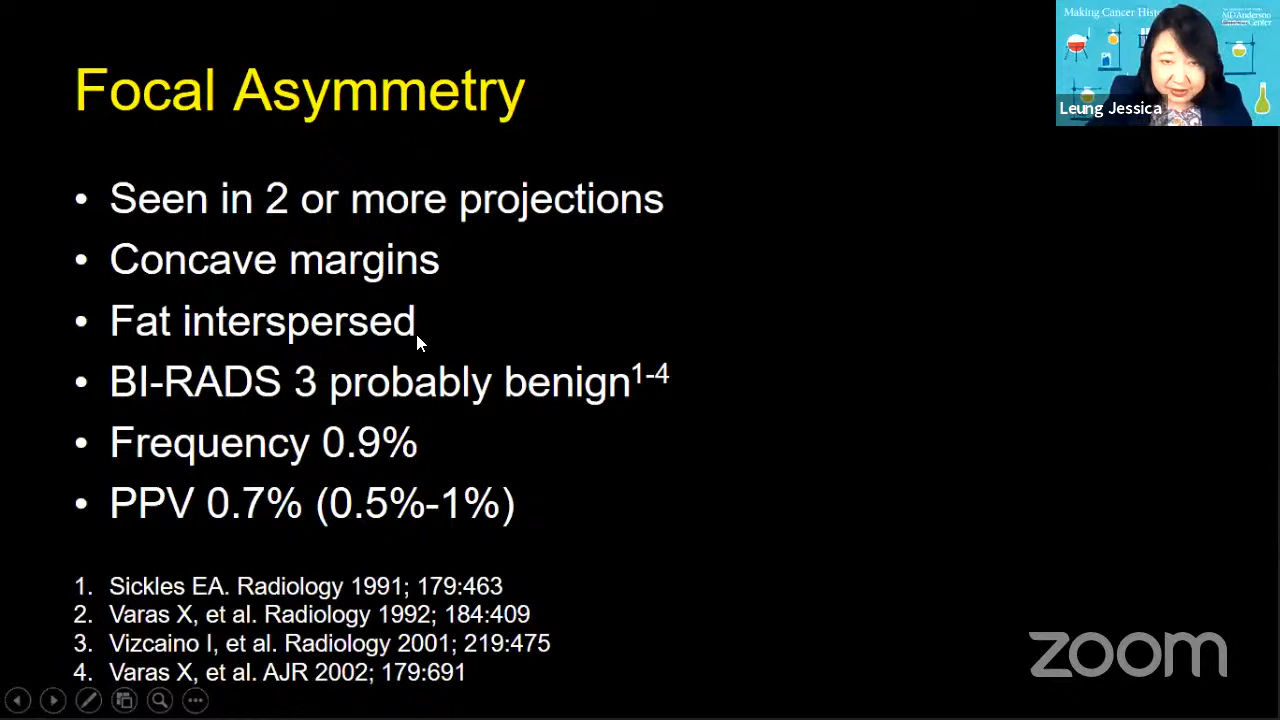 Focal Asymmetry
• Seen in 2 or more projections
• Concave margins
• Fat interspersed
• BI-RADS 3 probably benign1-4
• Frequency 0.9%
• PPV 0.7% (0.5%-1%)
1. Sickles EA. Radiology 1991; 179:463
2. Varas X, et al. Radiology 1992; 184:409
3. Vizcaino I, et al. Radiology 2001; 219:475
4. Varas X, et al. AJR 2002; 179:691
Making Cancer
MD Anderson
Center
Leung Jessica
zoom